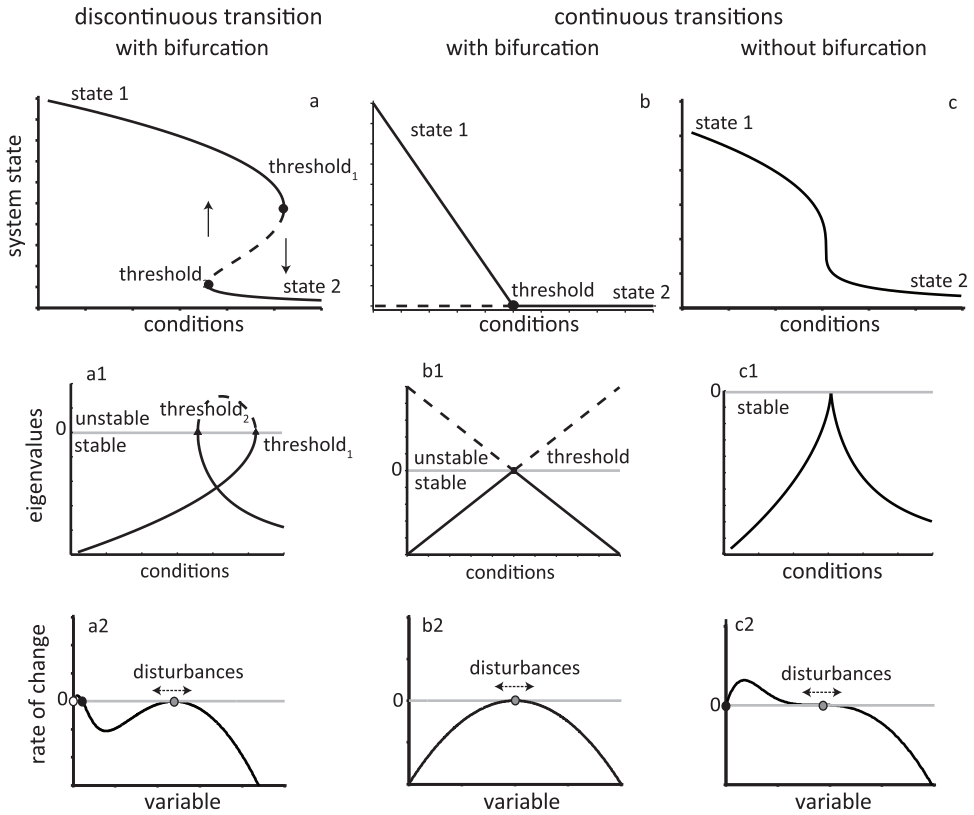 discontinuous transition
continuous transitions
with bifurcation
with bifurcation
without bifurcation
a
state 1
threshold1
threshold
state 2
system state
conditions
b
state 1
threshold
state 2
conditions
c
state 1
state 2
conditions
a1
unstable
0
stable
threshold2
threshold1
eigenvalues
conditions
b1
unstable
0
stable
threshold
conditions
c1
0
stable
conditions
a2
disturbances
0
rate of change
variable
b2
disturbances
0
variable
c2
disturbances
0
variable